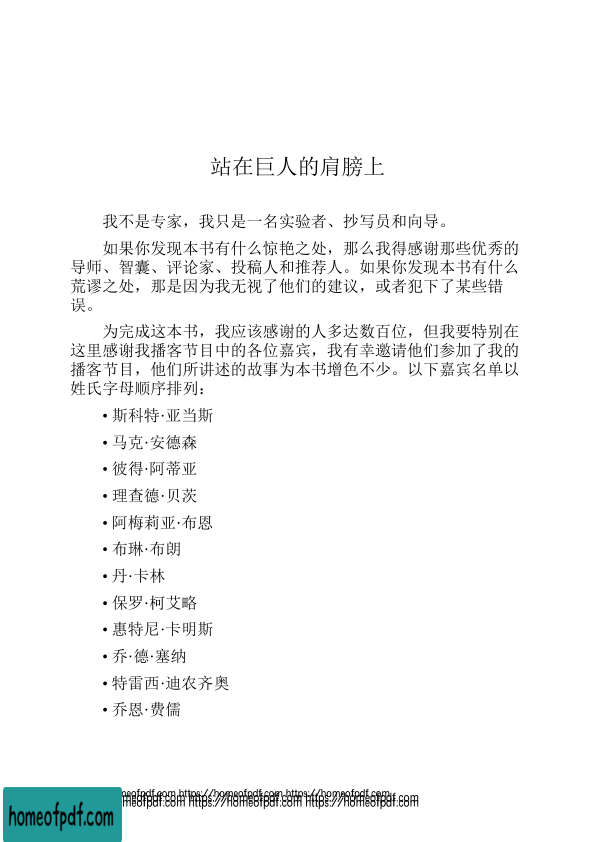 站在巨人的肩膀上
我不是专家，我只是一名实验者、抄写员和向导。
如果你发现本书有什么惊艳之处，那么我得感谢那些优秀的
导师、智囊、评论家、投稿人和推荐人。如果你发现本书有什么
荒谬之处，那是因为我无视了他们的建议，或者犯下了某些错
误。
为完成这本书，我应该感谢的人多达数百位，但我要特别在
这里感谢我播客节目中的各位嘉宾，我有幸邀请他们参加了我的
播客节目，他们所讲述的故事为本书增色不少。以下嘉宾名单以
姓氏字母顺序排列：
• 斯科特·亚当斯
• 马克·安德森
• 彼得·阿蒂亚
• 理查德·贝茨
• 阿梅莉亚·布恩
• 布琳·布朗
• 丹·卡林
• 保罗·柯艾略
• 惠特尼·卡明斯
• 乔·德·塞纳
• 特雷西·迪农齐奥
• 乔恩·费儒
homeofpdf.com https://homeofpdf.com https://homeofpdf.com
homeofpdf.com https://homeofpdf.com https://homeofpdf.com
homeofpdf.com